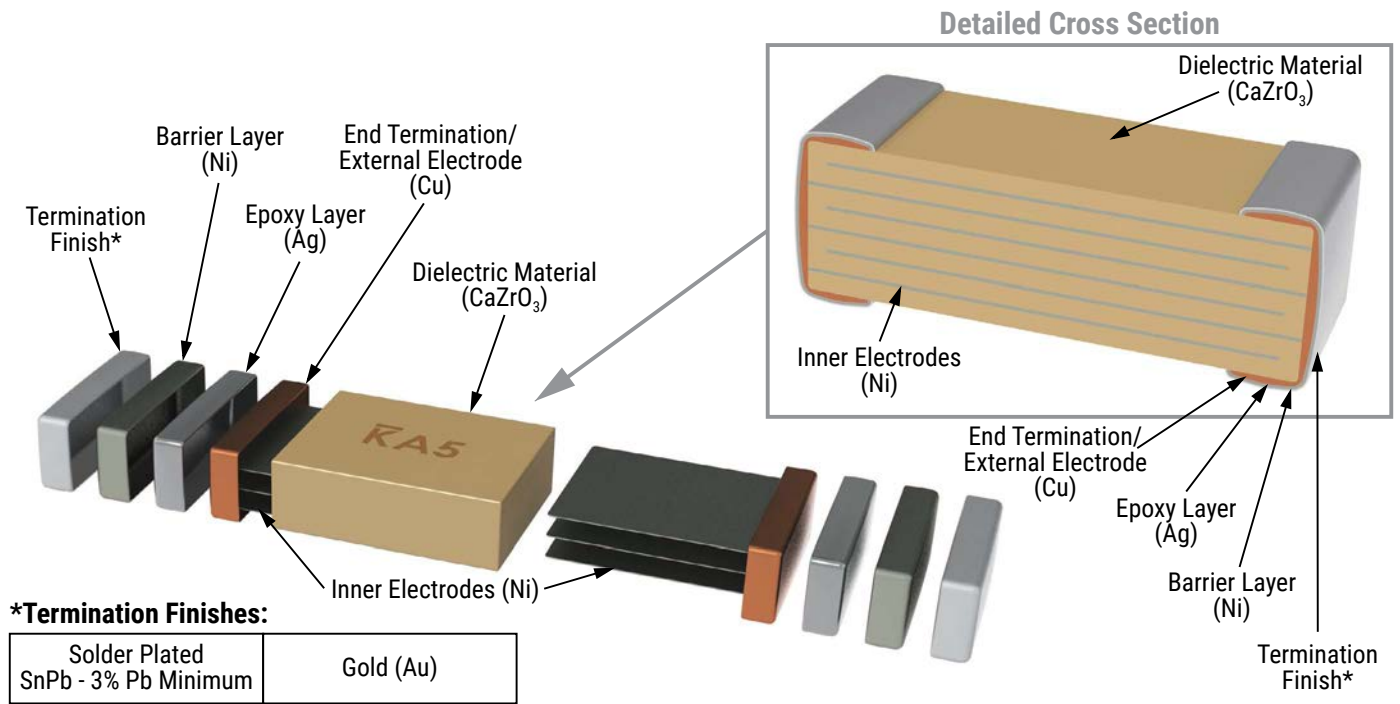 Detailed Cross Section
Dielectric Material
(CaZrO₃)
Inner Electrodes
(Ni)
End Termination/
External Electrode
(Cu)
Epoxy Layer
(Ag)
Barrier Layer
(Ni)
Termination
Finish*
Termination
Finish*
Barrier Layer
(Ni)
Epoxy Layer
(Ag)
End Termination/
External Electrode
(Cu)
Dielectric Material
(CaZrO₃)
KA5
Inner Electrodes (Ni)
*Termination Finishes:
Solder Plated
SnPb - 3% Pb Minimum
Gold (Au)